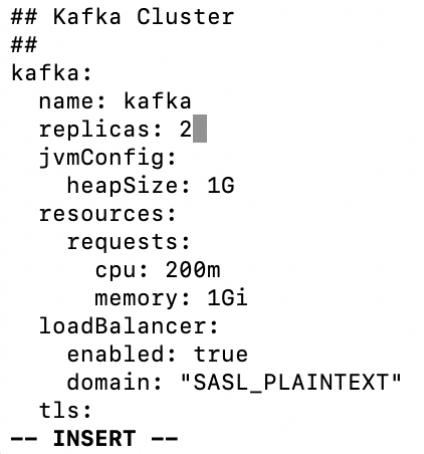 ## Kafka Cluster
##
kafka:
  name: kafka
  replicas: 2
  jvmConfig:
    heapSize: 1G
  resources:
    requests:
      cpu: 200m
      memory: 1Gi
  loadBalancer:
    enabled: true
    domain: "SASL_PLAINTEXT"
  tls:
-- INSERT --